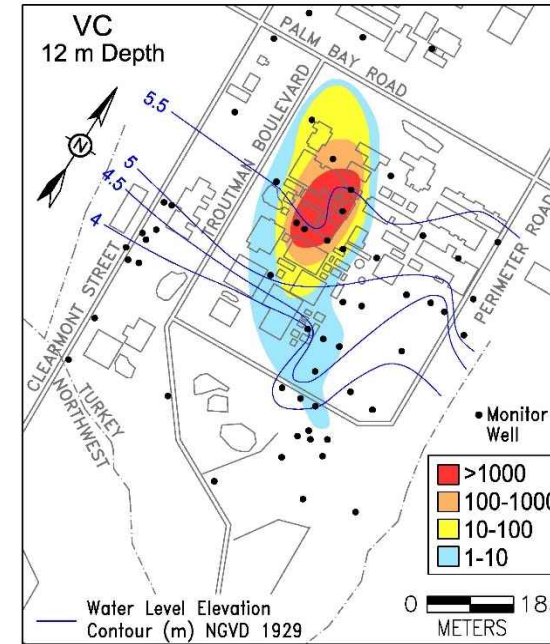 VC
12 m Depth
PALM BAY ROAD
TROUTMAN BOULEVARD
N
5.5
5
4.5
4
CLEARMONT STREET
PERIMETER ROAD
TURKEY
NORTHWEST
Monitor
Well
>1000
100-1000
10-100
1-10
Water Level Elevation
Contour (m) NGVD 1929
0 18
METERS